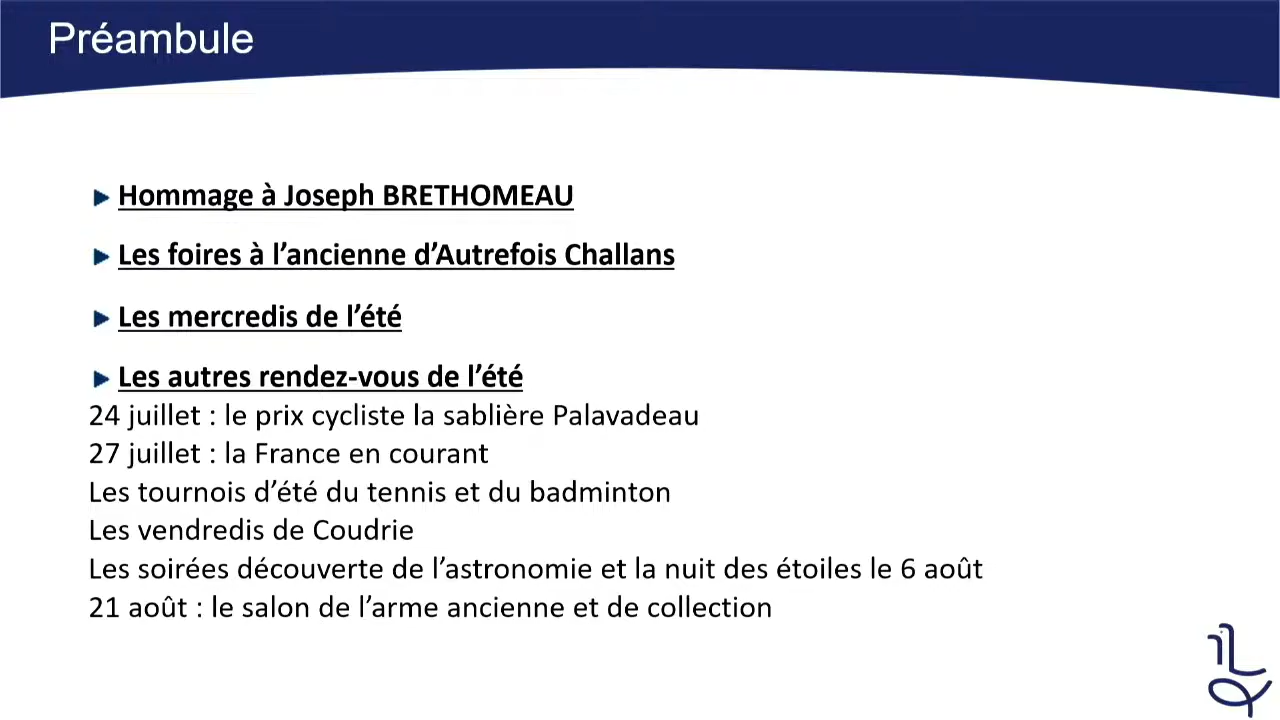 Préambule
Hommage à Joseph BRETHOMEAU
Les foires à l’ancienne d’Autrefois Challans
Les mercredis de l’été
Les autres rendez-vous de l’été
24 juillet : le prix cycliste la sablière Palavadeau
27 juillet : la France en courant
Les tournois d’été du tennis et du badminton
Les vendredis de Coudrie
Les soirées découverte de l’astronomie et la nuit des étoiles le 6 août
21 août : le salon de l’arme ancienne et de collection